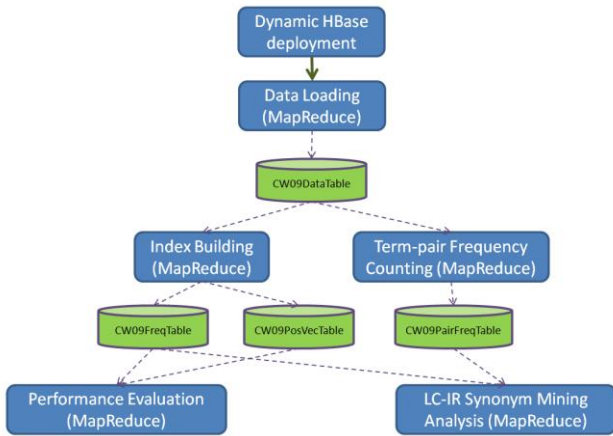 Dynamic HBase
deployment
Data Loading
(MapReduce)
CW09DataTable
Index Building
(MapReduce)
Term-pair Frequency
Counting (MapReduce)
CW09FreqTable
CW09PosVecTable
CW09PairFreqTable
Performance Evaluation
(MapReduce)
LC-IR Synonym Mining
Analysis (MapReduce)